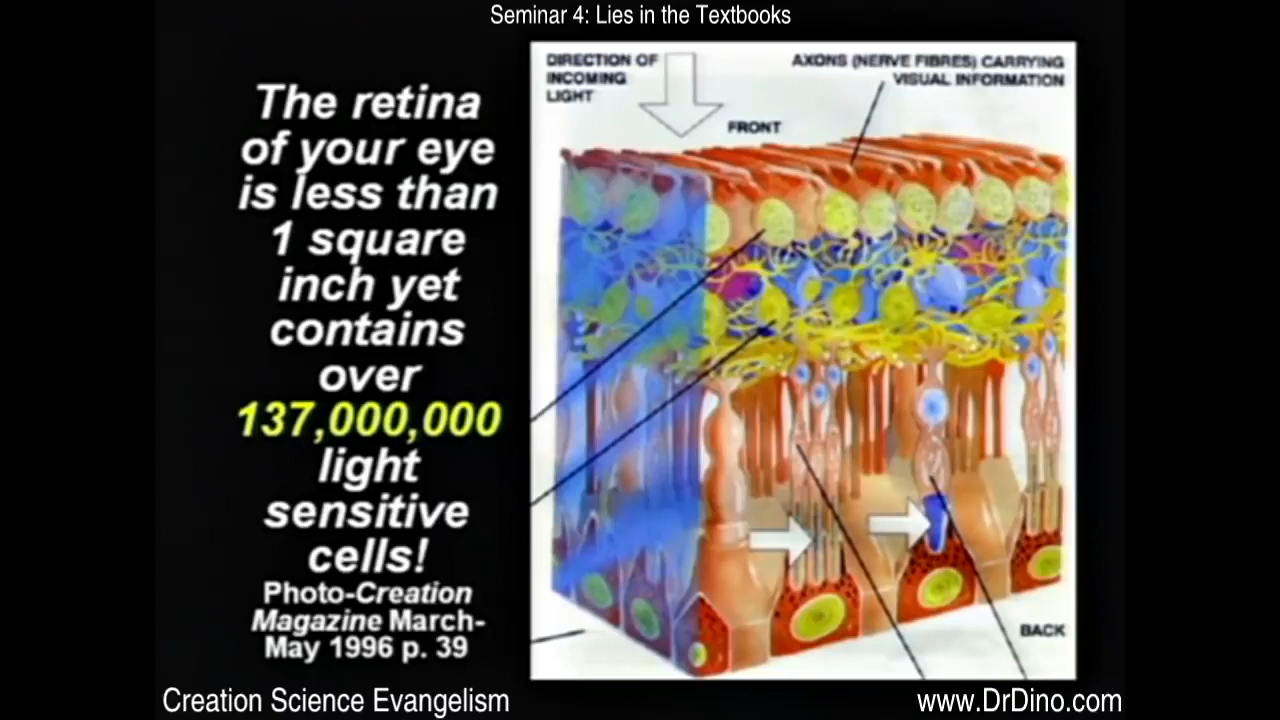 Seminar 4: Lies in the Textbooks
The retina
of your eye
is less than
1 square
inch yet
contains
over
137,000,000
light
sensitive
cells!
Photo-Creation
Magazine March-
May 1996 p. 39
DIRECTION OF
INCOMING
LIGHT
FRONT
AXONS (NERVE FIBRES) CARRYING
VISUAL INFORMATION
BACK
Creation Science Evangelism
www.DrDino.com